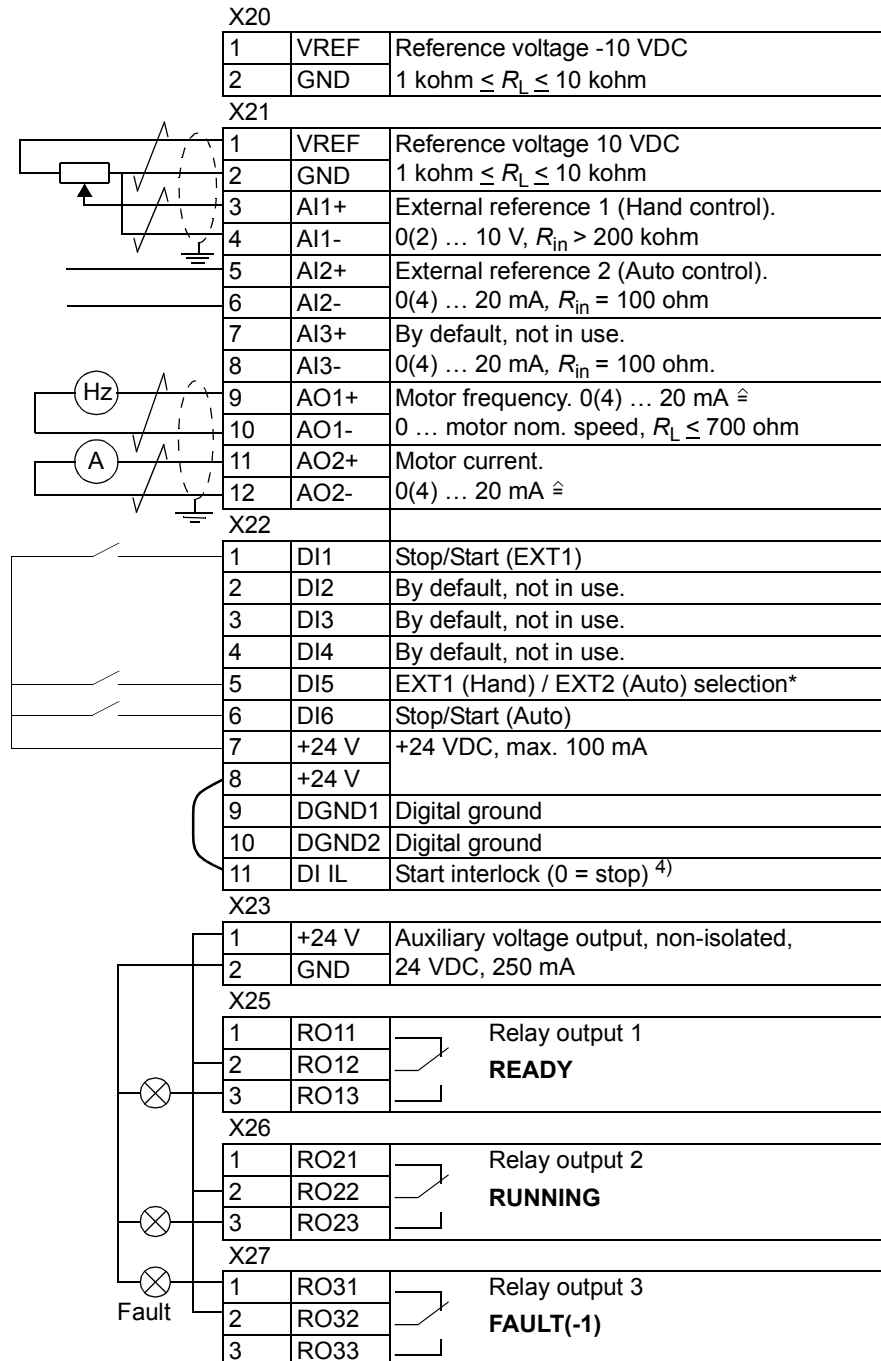 X20
1 VREF Reference voltage -10 VDC
2 GND 1 kohm ≤ RL ≤ 10 kohm
X21
1 VREF Reference voltage 10 VDC
2 GND 1 kohm ≤ RL ≤ 10 kohm
3 AI1+ External reference 1 (Hand control).
4 AI1- 0(2) … 10 V, Rin > 200 kohm
5 AI2+ External reference 2 (Auto control).
6 AI2- 0(4) … 20 mA, Rin = 100 ohm
7 AI3+ By default, not in use.
8 AI3- 0(4) … 20 mA, Rin = 100 ohm.
Hz 9 AO1+ Motor frequency. 0(4) … 20 mA ≙
10 AO1- 0 … motor nom. speed, RL ≤ 700 ohm
A 11 AO2+ Motor current.
12 AO2- 0(4) … 20 mA ≙
X22
1 DI1 Stop/Start (EXT1)
2 DI2 By default, not in use.
3 DI3 By default, not in use.
4 DI4 By default, not in use.
5 DI5 EXT1 (Hand) / EXT2 (Auto) selection*
6 DI6 Stop/Start (Auto)
7 +24 V +24 VDC, max. 100 mA
8 +24 V
9 DGND1 Digital ground
10 DGND2 Digital ground
11 DI IL Start interlock (0 = stop) 4)
X23
1 +24 V Auxiliary voltage output, non-isolated,
2 GND 24 VDC, 250 mA
X25
1 RO11 Relay output 1
2 RO12 READY
3 RO13
X26
1 RO21 Relay output 2
2 RO22 RUNNING
3 RO23
X27
1 RO31 Relay output 3
Fault 2 RO32 FAULT(-1)
3 RO33